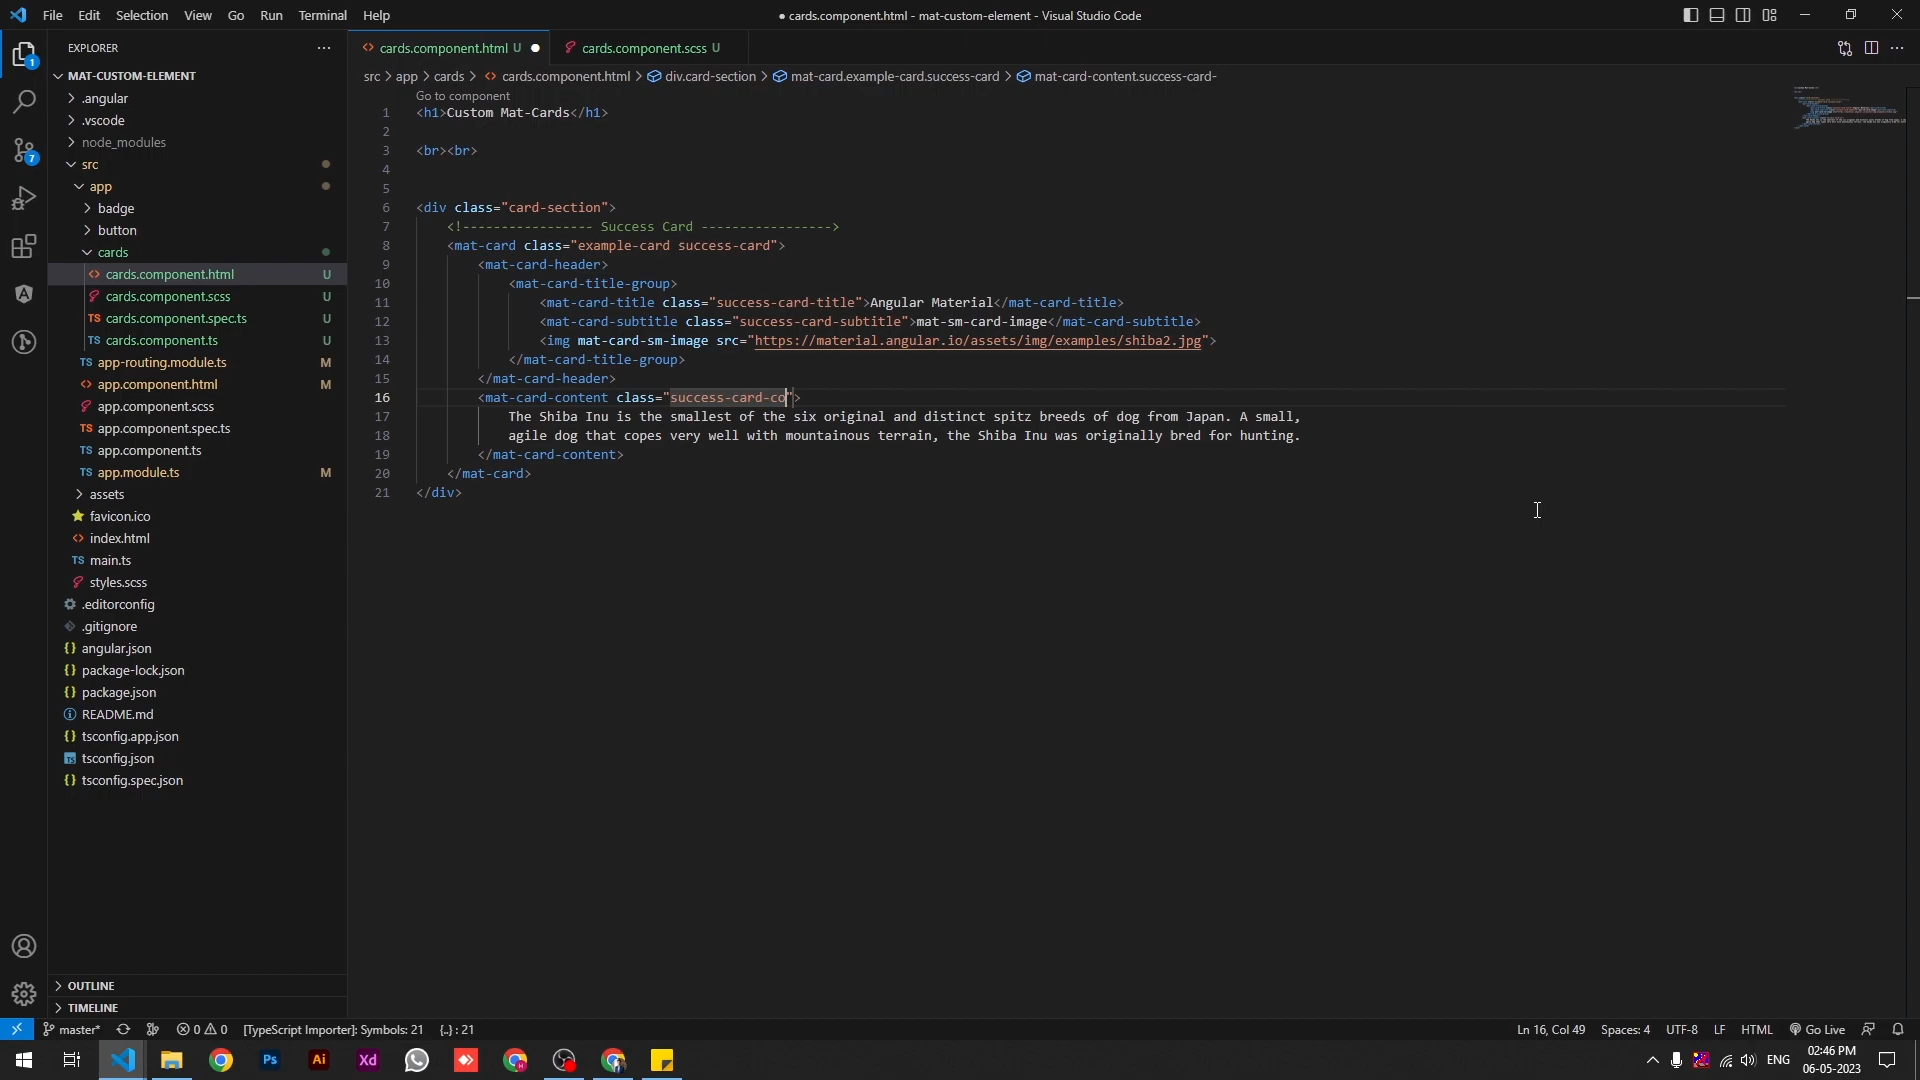 File Edit Selection View Go Run Terminal Help
● cards.component.html - mat-custom-element - Visual Studio Code
EXPLORER
MAT-CUSTOM-ELEMENT
.angular
.vscode
node_modules
src
app
badge
button
cards
cards.component.html U
cards.component.scss U
TS cards.component.spec.ts U
TS cards.component.ts U
TS app-routing.module.ts M
app.component.html M
app.component.scss
TS app.component.spec.ts
TS app.component.ts
TS app.module.ts M
assets
favicon.ico
index.html
TS main.ts
styles.scss
.editorconfig
.gitignore
{} angular.json
{} package-lock.json
{} package.json
README.md
{} tsconfig.app.json
tsconfig.json
{} tsconfig.spec.json
OUTLINE
TIMELINE
1
7
cards.component.html U
cards.component.scss U
src > app > cards > cards.component.html > div.card-section > mat-card.example-card.success-card > mat-card-content.success-card-
Go to component
1 <h1>Custom Mat-Cards</h1>
2
3 <br><br>
4
5
6 <div class="card-section">
7 <!----------------- Success Card ----------------->
8 <mat-card class="example-card success-card">
9 <mat-card-header>
10 <mat-card-title-group>
11 <mat-card-title class="success-card-title">Angular Material</mat-card-title>
12 <mat-card-subtitle class="success-card-subtitle">mat-sm-card-image</mat-card-subtitle>
13 <img mat-card-sm-image src="https://material.angular.io/assets/img/examples/shiba2.jpg">
14 </mat-card-title-group>
15 </mat-card-header>
16 <mat-card-content class="success-card-co">
17 The Shiba Inu is the smallest of the six original and distinct spitz breeds of dog from Japan. A small,
18 agile dog that copes very well with mountainous terrain, the Shiba Inu was originally bred for hunting.
19 </mat-card-content>
20 </mat-card>
21 </div>
master* 0 0 [TypeScript Importer]: Symbols: 21 {..} : 21
Ln 16, Col 49 Spaces: 4 UTF-8 LF HTML Go Live
Ps Ai Xd
ENG
02:46 PM
06-05-2023